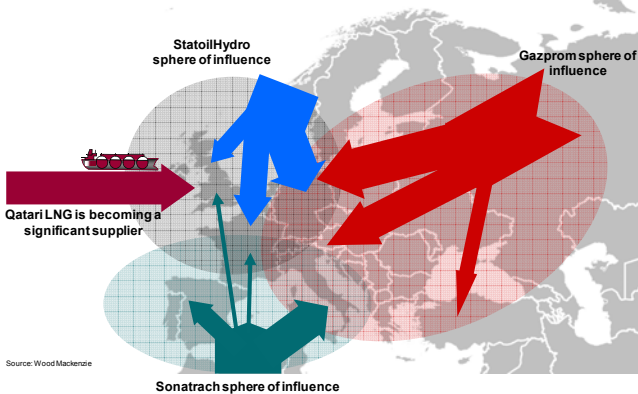 StatoilHydro
sphere of influence
Gazprom sphere of
influence
Qatari LNG is becoming a
significant supplier
Source: Wood Mackenzie
Sonatrach sphere of influence